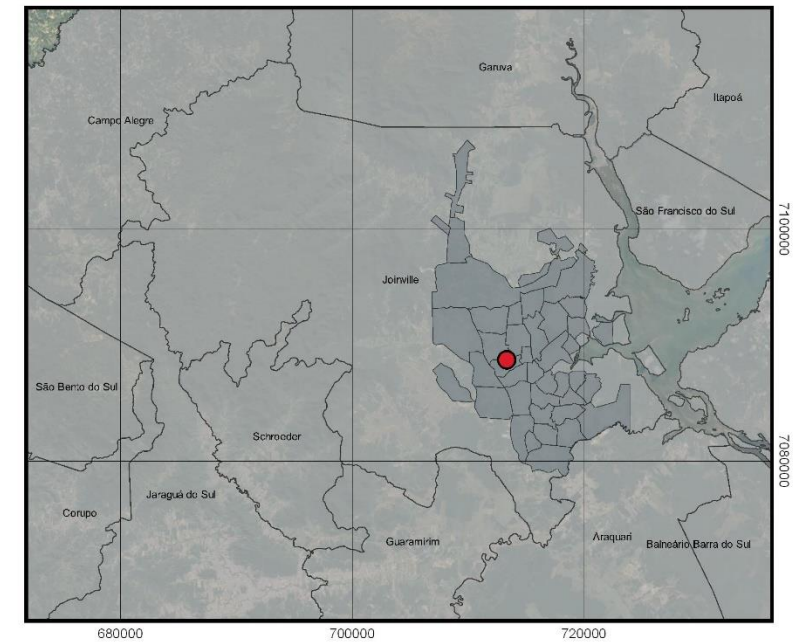 Garuva
Itapoá
Campo Alegre
São Francisco do Sul
7100000
Joinville
São Bento do Sul
Schroeder
7080000
Jaraguá do Sul
Corupo
Guaramirim
Araquari
Balneário Barra do Sul
680000
700000
720000